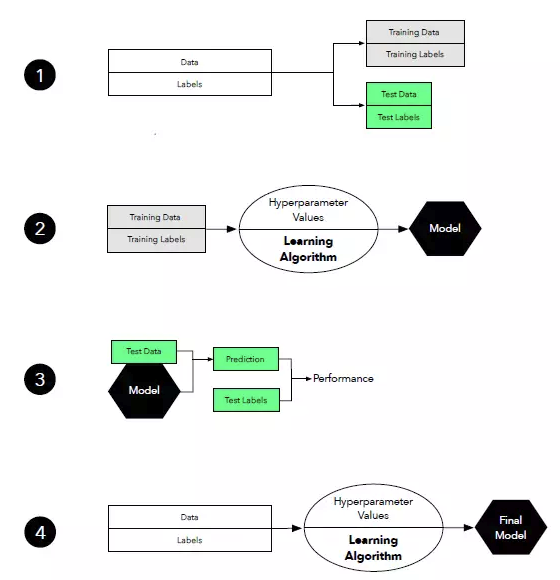 1
Data
Labels
Training Data
Training Labels
Test Data
Test Labels
2
Training Data
Training Labels
Hyperparameter
Values
Learning
Algorithm
Model
3
Test Data
Model
Prediction
Test Labels
Performance
4
Data
Labels
Hyperparameter
Values
Learning
Algorithm
Final
Model